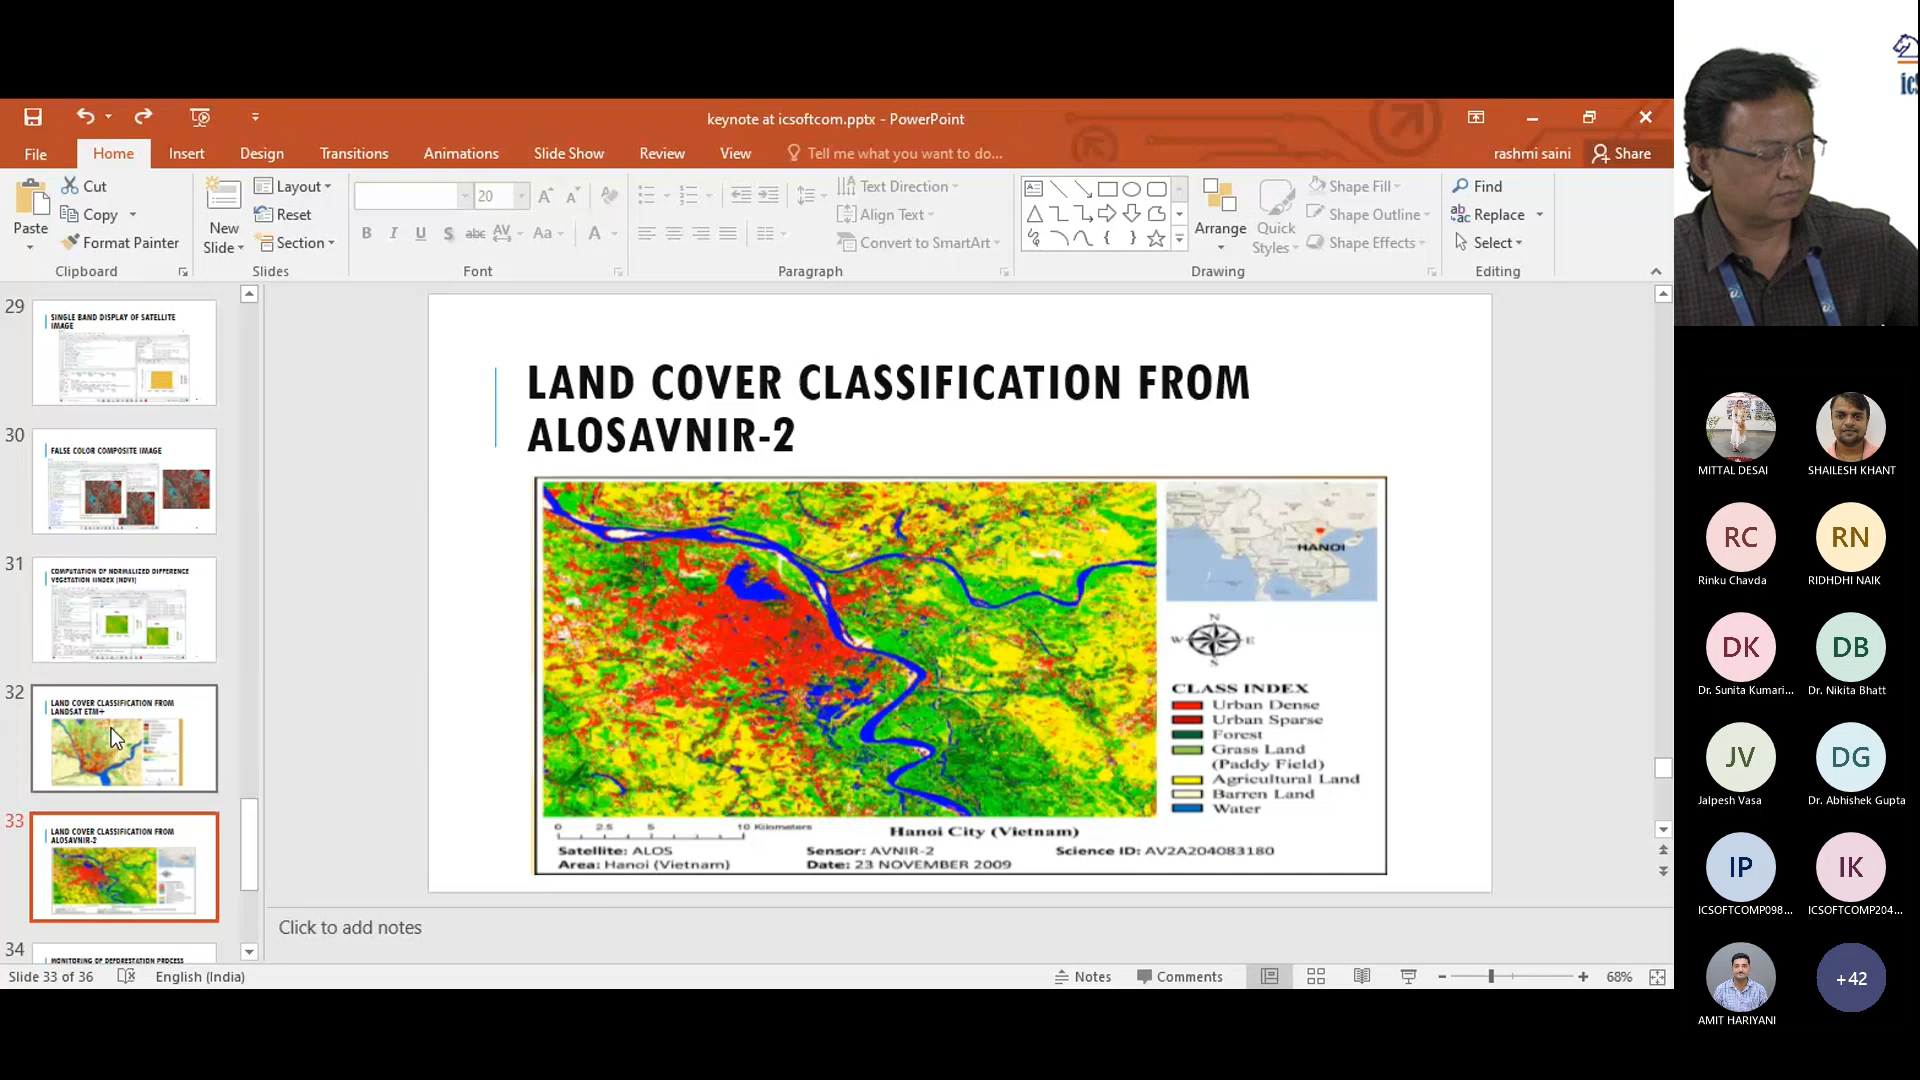 keynote at icsoftcom.pptx - PowerPoint
File Home Insert Design Transitions Animations Slide Show Review View Tell me what you want to do... rashmi saini Share
Paste
Cut
Copy
Format Painter
Clipboard
New Slide
Layout
Reset
Section
Slides
20
B I U S abc AV Aa A
Font
Text Direction
Align Text
Convert to SmartArt
Paragraph
Arrange
Quick Styles
Shape Fill
Shape Outline
Shape Effects
Drawing
Find
Replace
Select
Editing
29
SINGLE BAND DISPLAY OF SATELLITE
IMAGE
30
FALSE COLOR COMPOSITE IMAGE
31
COMPUTATION OF NORMALIZED DIFFERENCE
32
LAND COVER CLASSIFICATION FROM
LANDSAT ETM+
33
LAND COVER CLASSIFICATION FROM
ALOSAVNIR-2
34
MONITORING OF DEFORESTATION PROCESS
LAND COVER CLASSIFICATION FROM
ALOSAVNIR-2
HANOI
N
W E
S
CLASS INDEX
Urban Dense
Urban Sparse
Forest
Grass Land
(Paddy Field)
Agricultural Land
Barren Land
Water
0 2.5 5 10 Kilometers
Hanoi City (Vietnam)
Satellite: ALOS Sensor: AVNIR-2 Science ID: AV2A204083180
Area: Hanoi (Vietnam) Date: 23 NOVEMBER 2009
Click to add notes
Slide 33 of 36 English (India) Notes Comments 68%
MITTAL DESAI
SHAILESH KHANT
RC
Rinku Chavda
RN
RIDHDHI NAIK
DK
Dr. Sunita Kumari...
DB
Dr. Nikita Bhatt
JV
Jalpesh Vasa
DG
Dr. Abhishek Gupta
IP
ICSOFTCOMP098...
IK
ICSOFTCOMP204...
AMIT HARIYANI
+42